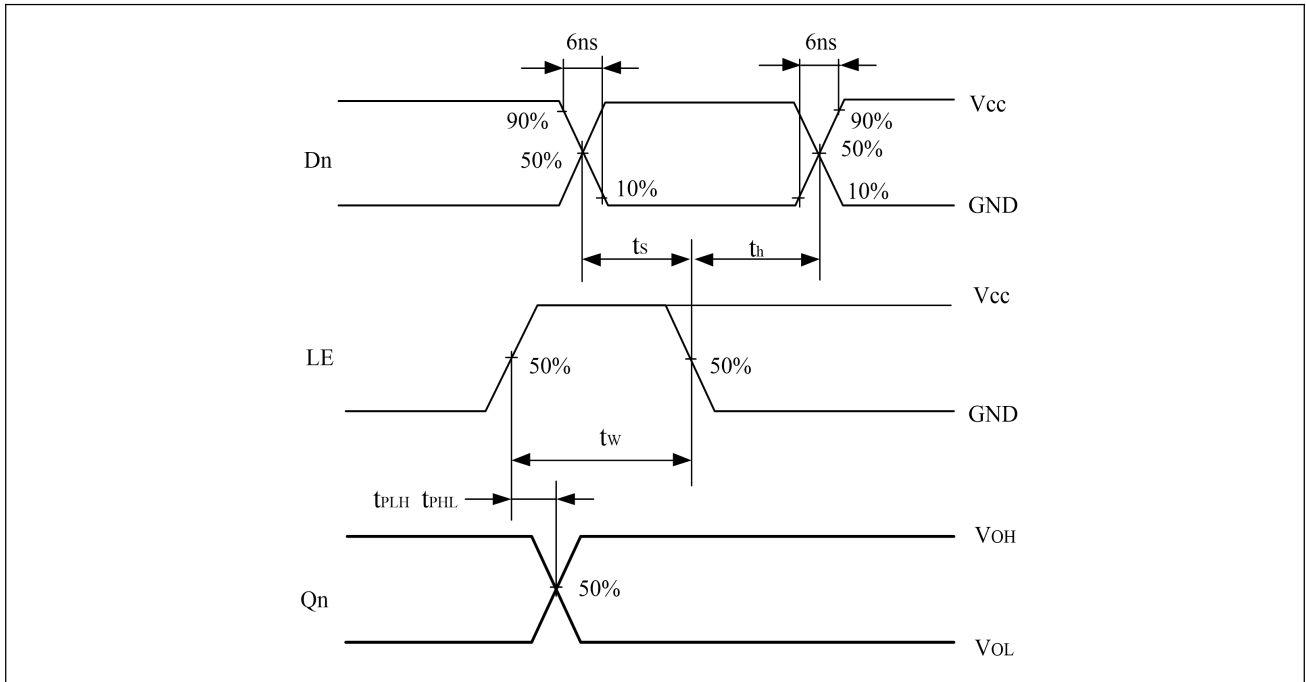 6ns 6ns
Vcc
90% 90%
Dn 50% 50%
10% 10%
GND
ts th
Vcc
LE 50% 50%
GND
tw
tPLH tPHL
VOH
Qn 50%
VOL